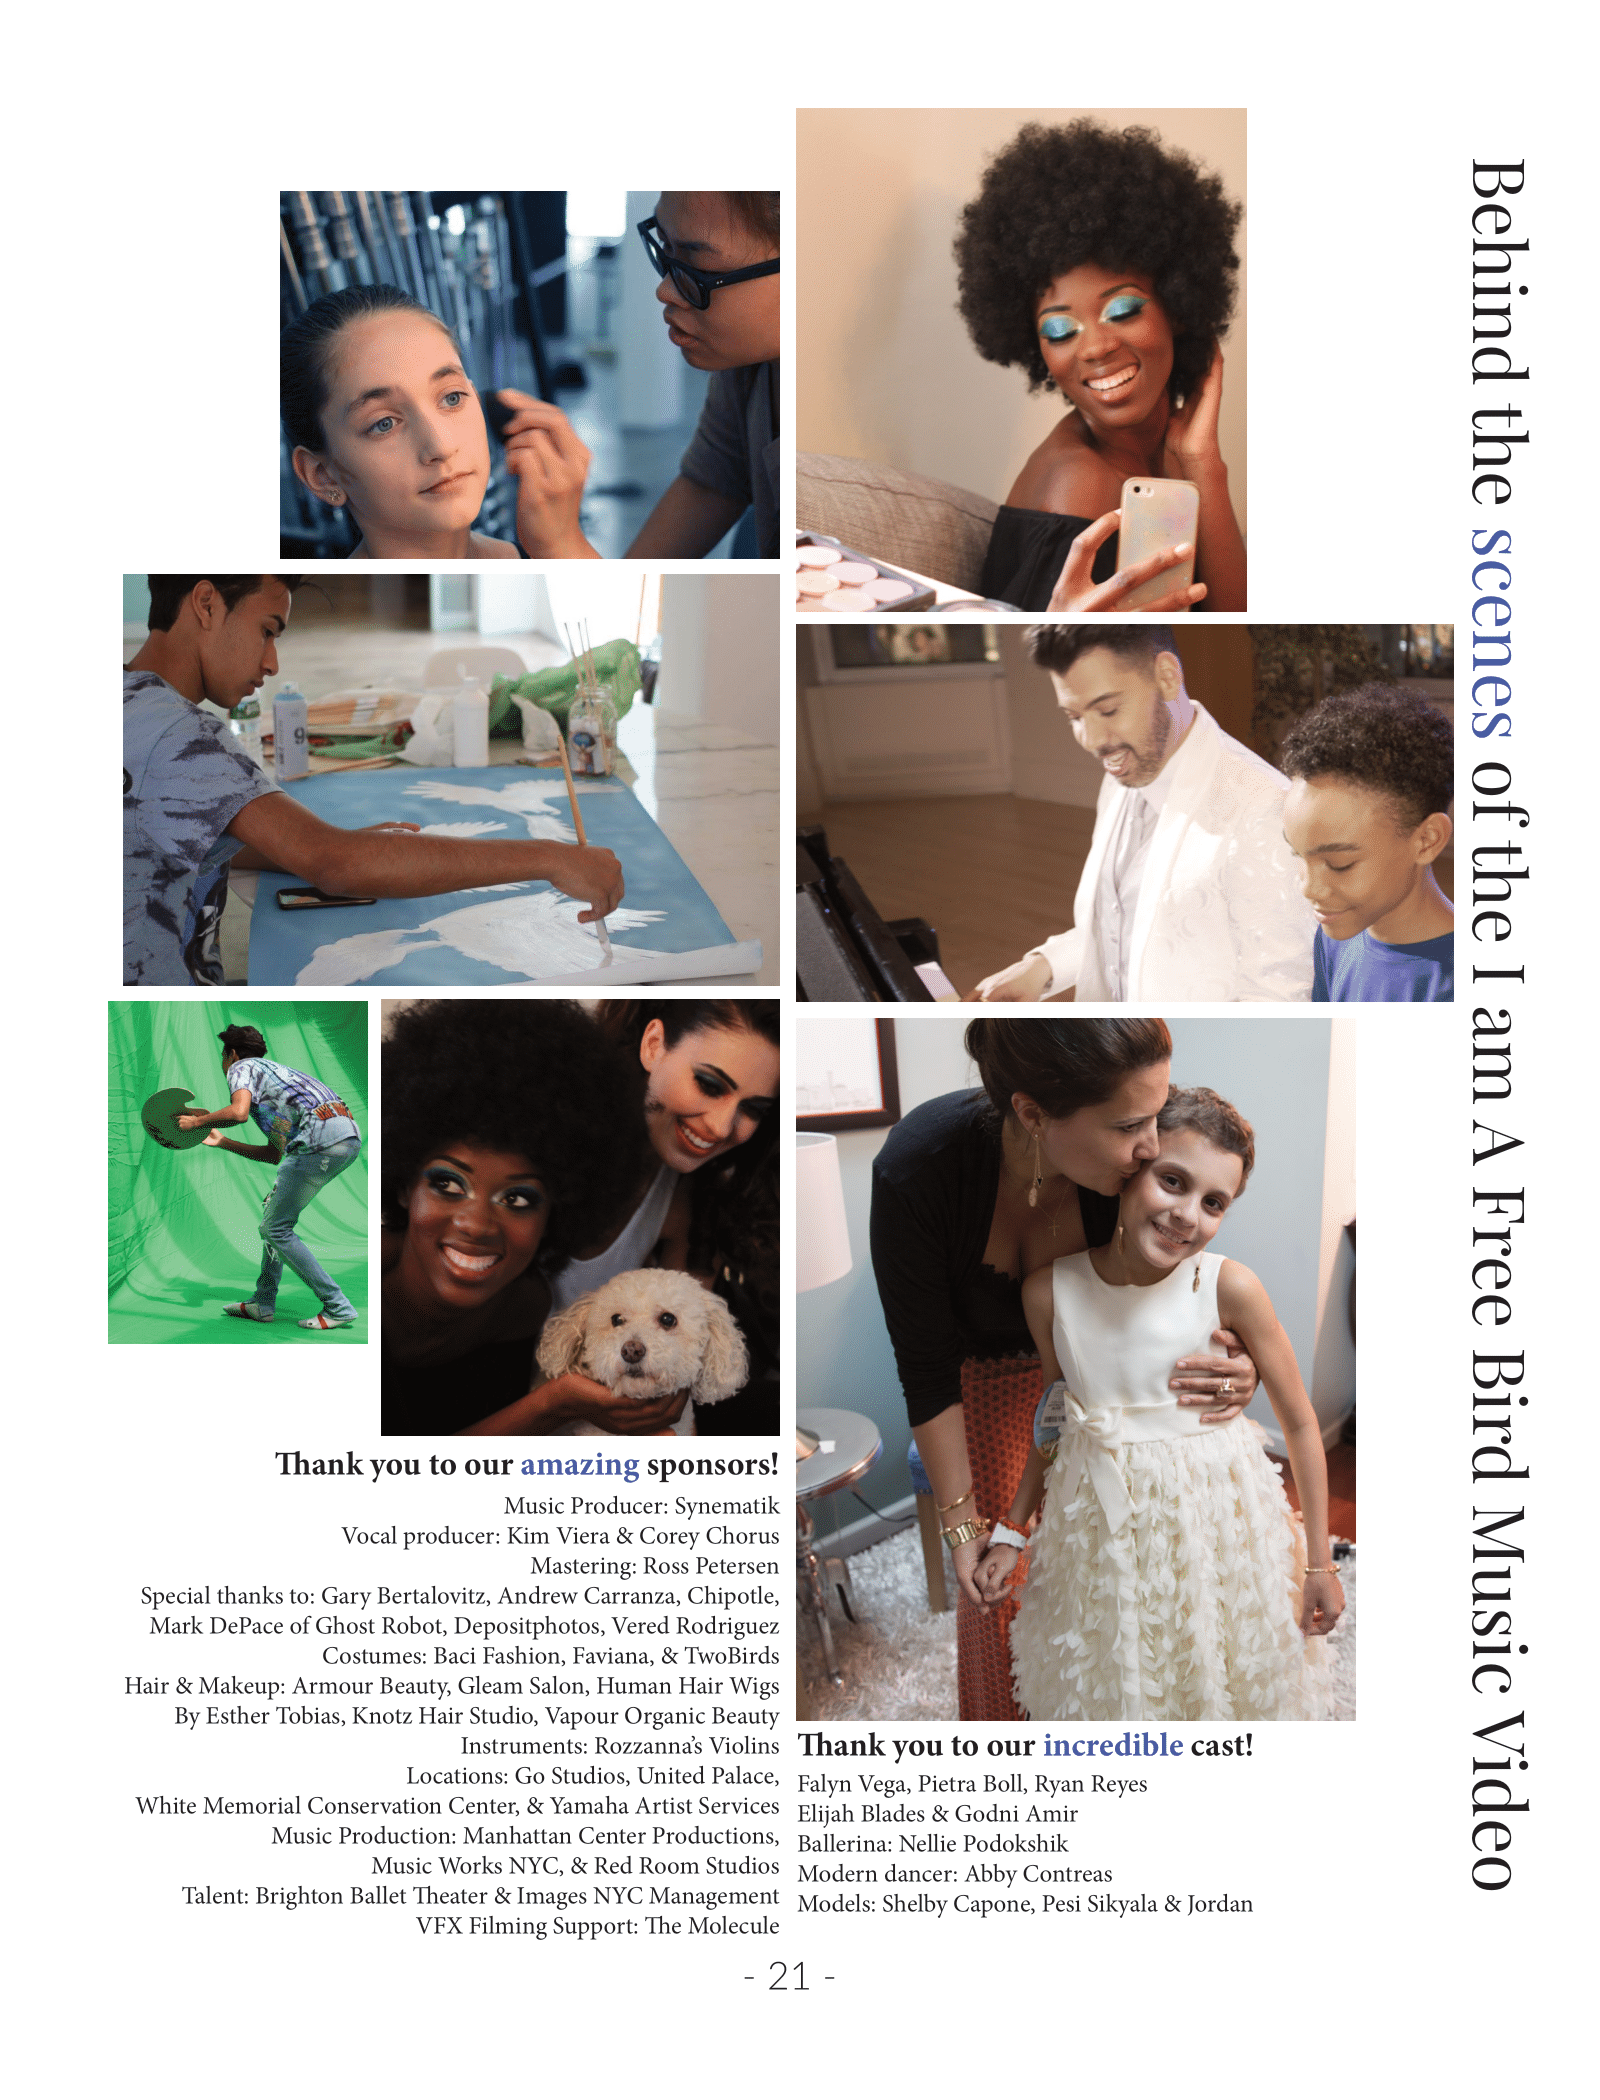 Behind the scenes of the I am A Free Bird Music Video
9
Thank you to our amazing sponsors!
Music Producer: Synematik
Vocal producer: Kim Viera & Corey Chorus
Mastering: Ross Petersen
Special thanks to: Gary Bertalovitz, Andrew Carranza, Chipotle,
Mark DePace of Ghost Robot, Depositphotos, Vered Rodriguez
Costumes: Baci Fashion, Faviana, & TwoBirds
Hair & Makeup: Armour Beauty, Gleam Salon, Human Hair Wigs
By Esther Tobias, Knotz Hair Studio, Vapour Organic Beauty
Instruments: Rozzanna’s Violins
Locations: Go Studios, United Palace,
White Memorial Conservation Center, & Yamaha Artist Services
Music Production: Manhattan Center Productions,
Music Works NYC, & Red Room Studios
Talent: Brighton Ballet Theater & Images NYC Management
VFX Filming Support: The Molecule
Thank you to our incredible cast!
Falyn Vega, Pietra Boll, Ryan Reyes
Elijah Blades & Godni Amir
Ballerina: Nellie Podokshik
Modern dancer: Abby Contreas
Models: Shelby Capone, Pesi Sikyala & Jordan
- 21 -